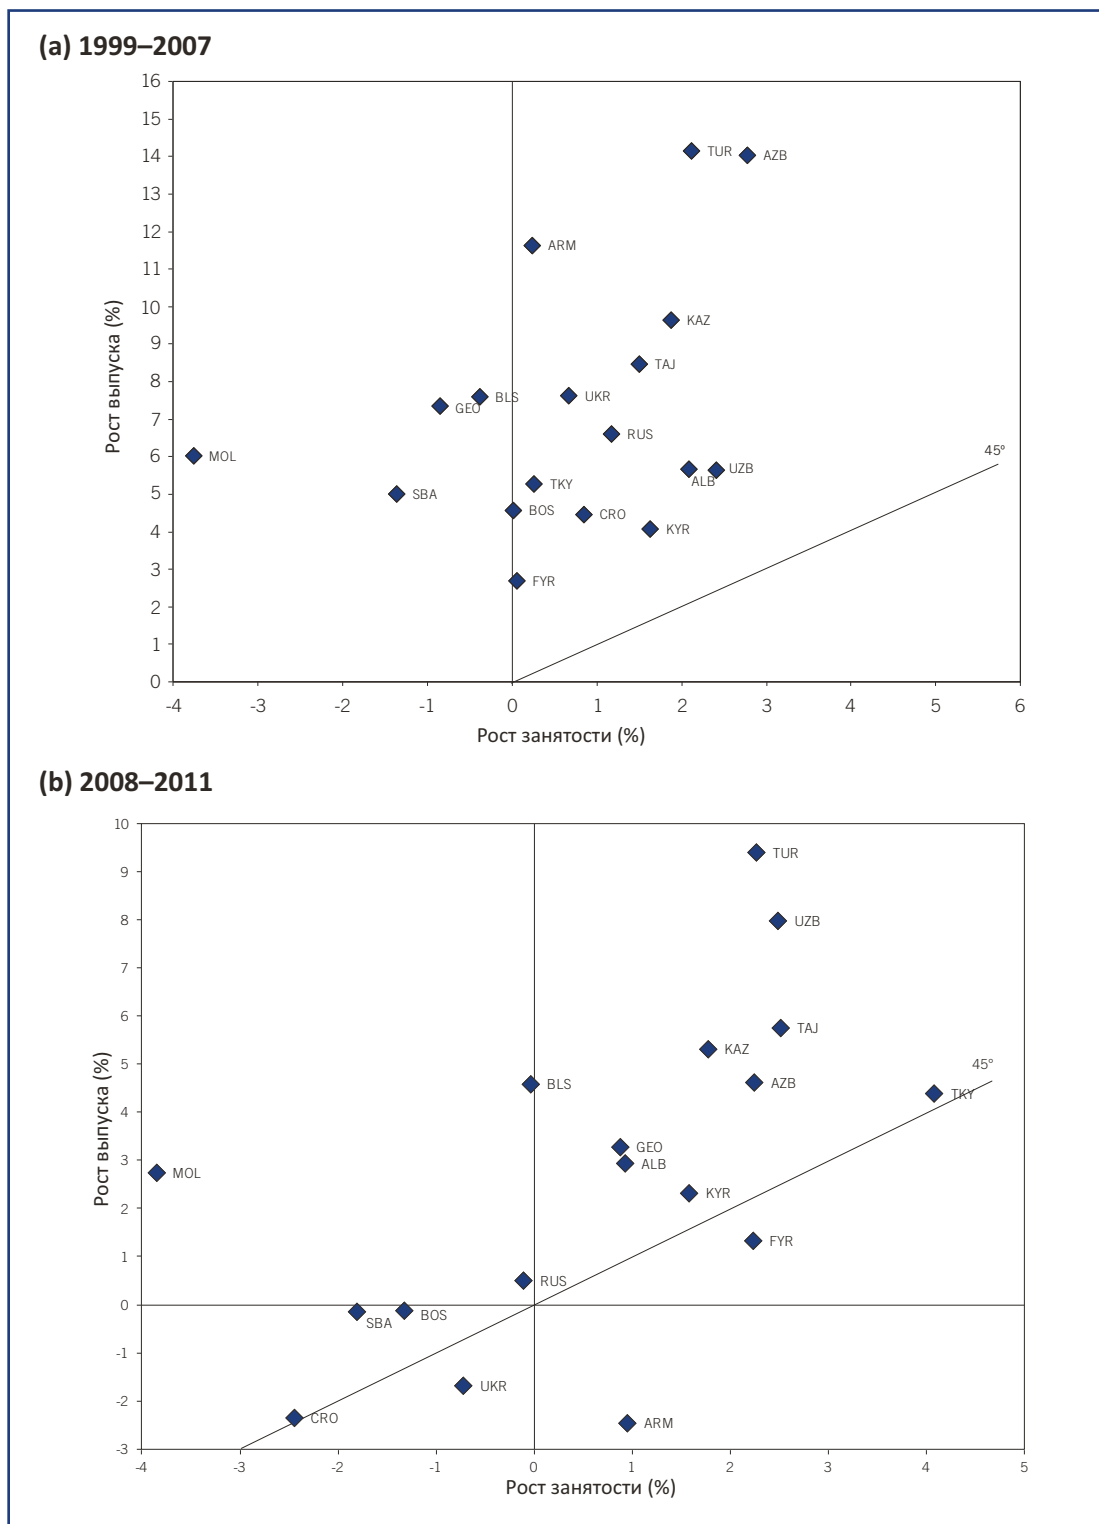 (a) 1999–2007
16
15
14
13
12
11
10
9
8
7
6
5
4
3
2
1
0
Рост выпуска (%)
TUR
AZB
ARM
KAZ
TAJ
BLS
UKR
GEO
RUS
45º
MOL
UZB
ALB
SBA
TKY
BOS
CRO
KYR
FYR
-4 -3 -2 -1 0 1 2 3 4 5 6
Рост занятости (%)
(b) 2008–2011
10
9
8
7
6
5
4
3
2
1
0
-1
-2
-3
Рост выпуска (%)
TUR
UZB
TAJ
KAZ
45º
BLS
AZB
TKY
GEO
ALB
MOL
KYR
FYR
RUS
SBA
BOS
UKR
CRO
ARM
-4 -3 -2 -1 0 1 2 3 4 5
Рост занятости (%)